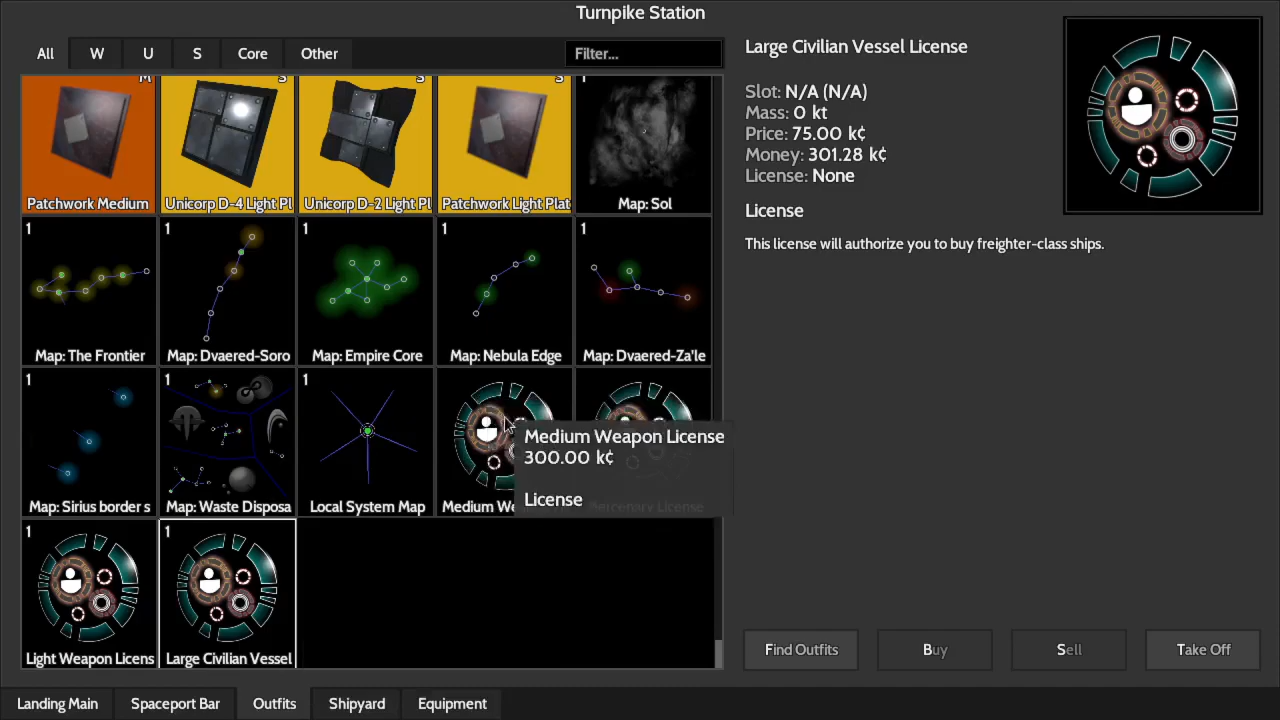 Turnpike Station
All W U S Core Other Filter...
Large Civilian Vessel License
Slot: N/A (N/A)
Mass: 0 kt
Price: 75.00 k¢
Money: 301.28 k¢
License: None
License
This license will authorize you to buy freighter-class ships.
M S S S 1
Patchwork Medium Unicorp D-4 Light Pl Unicorp D-2 Light Pl Patchwork Light Plat Map: Sol
1 1 1 1 1
Map: The Frontier Map: Dvaered-Soro Map: Empire Core Map: Nebula Edge Map: Dvaered-Za'le
1 1 1 1 1
Medium Weapon License
300.00 k¢
License
Map: Sirius border s Map: Waste Disposa Local System Map Medium We Mercenary License
1 1
Light Weapon Licens Large Civilian Vessel
Find Outfits Buy Sell Take Off
Landing Main Spaceport Bar Outfits Shipyard Equipment